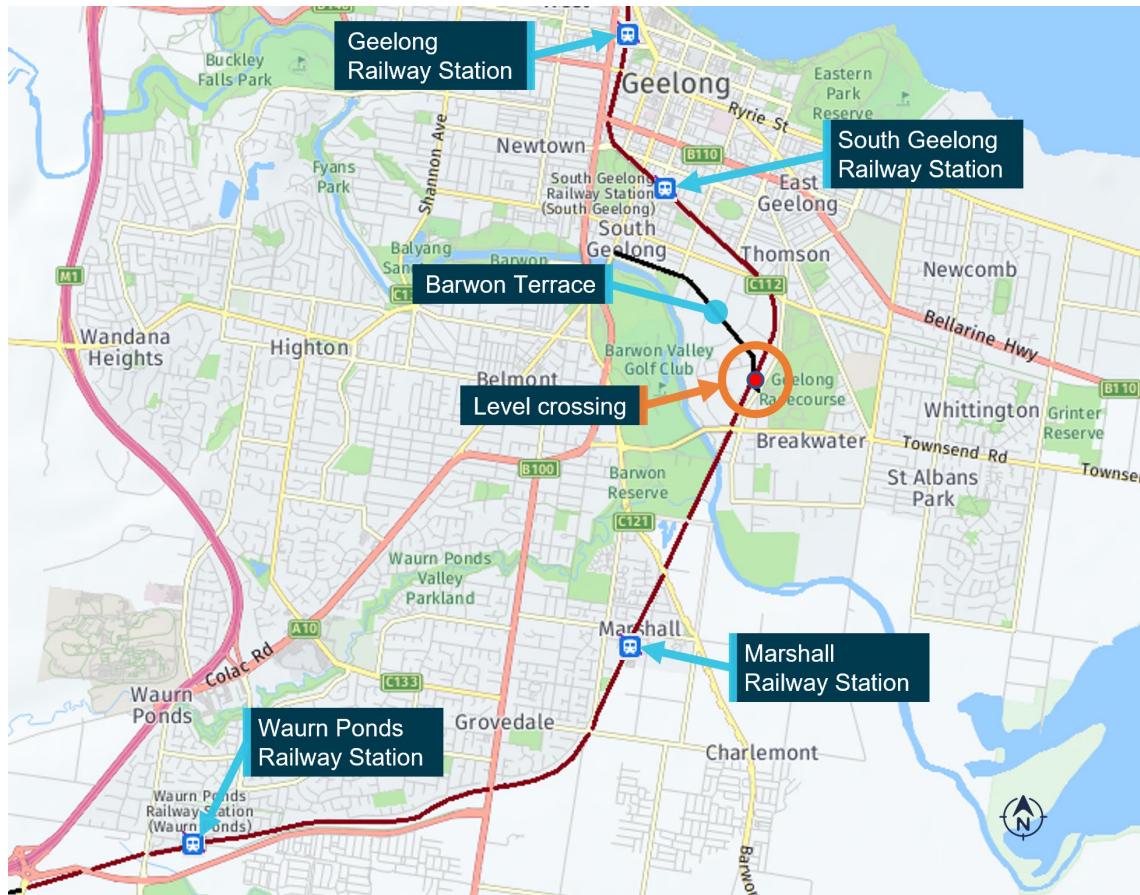 Geelong
Railway Station
Buckley
Falls Park
Geelong
Eastern
Park
Reserve
Ryrie St
Shannon Ave
Newtown
B110
South Geelong
Railway Station
Fyans
Park
South Geelong
Railway Station
(South Geelong)
East
Geelong
South
Geelong
Thomson
Balyang
Barwon
Newcomb
M1
Barwon Terrace
C112
Bellarine Hwy
Wandana
Heights
Highton
Barwon Valley
Golf Club
Belmont
Geelong
Racecourse
B110
Level crossing
Whittington
Grinter
Reserve
Breakwater
Townsend Rd
Townsen
B100
Barwon
Reserve
St Albans
Park
C121
Waurn Ponds
Valley
Parkland
A10
Marshall
Marshall
Railway Station
Colac Rd
C133
Waurn
Ponds
Grovedale
Waurn Ponds
Railway Station
Charlemont
Waurn Ponds
Railway Station
(Waurn Ponds)
N
Barwo